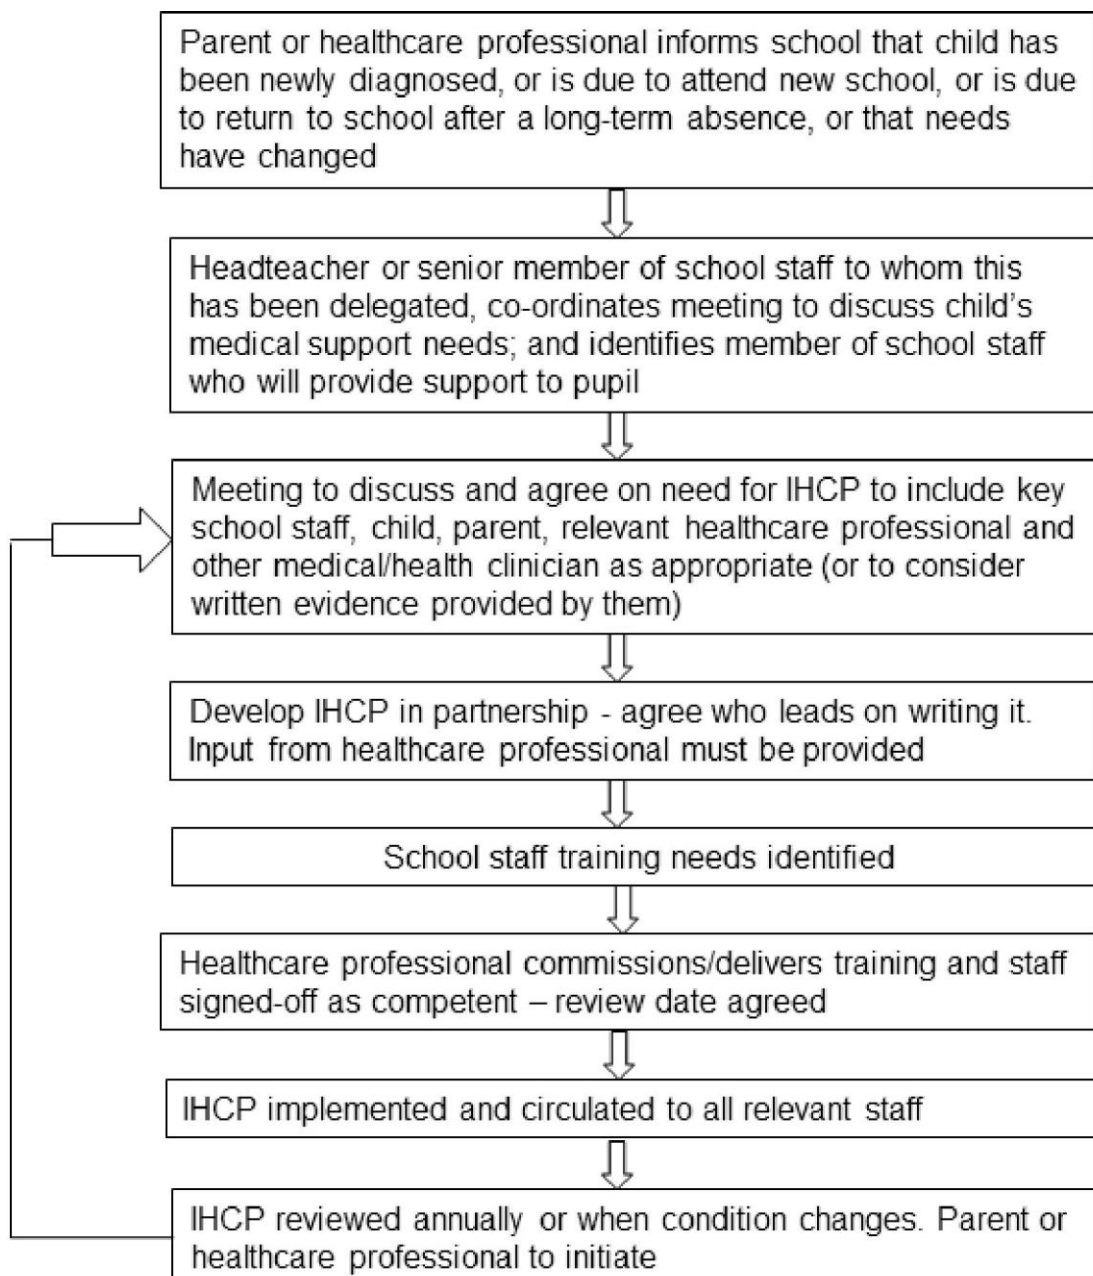 Parent or healthcare professional informs school that child has
been newly diagnosed, or is due to attend new school, or is due
to return to school after a long-term absence, or that needs
have changed
Headteacher or senior member of school staff to whom this
has been delegated, co-ordinates meeting to discuss child's
medical support needs; and identifies member of school staff
who will provide support to pupil
Meeting to discuss and agree on need for IHCP to include key
school staff, child, parent, relevant healthcare professional and
other medical/health clinician as appropriate (or to consider
written evidence provided by them)
Develop IHCP in partnership - agree who leads on writing it.
Input from healthcare professional must be provided
School staff training needs identified
Healthcare professional commissions/delivers training and staff
signed-off as competent – review date agreed
IHCP implemented and circulated to all relevant staff
IHCP reviewed annually or when condition changes. Parent or
healthcare professional to initiate